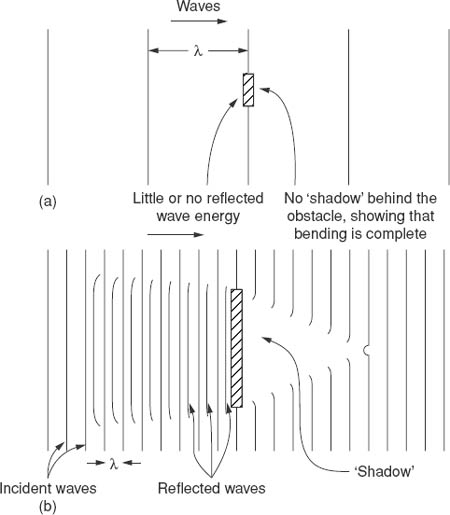 Waves
λ
(a)
Little or no reflected
wave energy
No ‘shadow’ behind the
obstacle, showing that
bending is complete
λ
Incident waves
Reflected waves
‘Shadow’
(b)